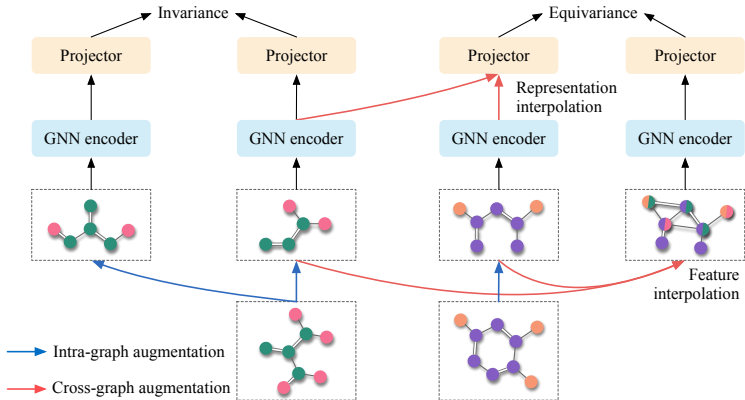 Invariance
Equivariance
Projector
Projector
Projector
Projector
Representation
interpolation
GNN encoder
GNN encoder
GNN encoder
GNN encoder
Feature
interpolation
Intra-graph augmentation
Cross-graph augmentation